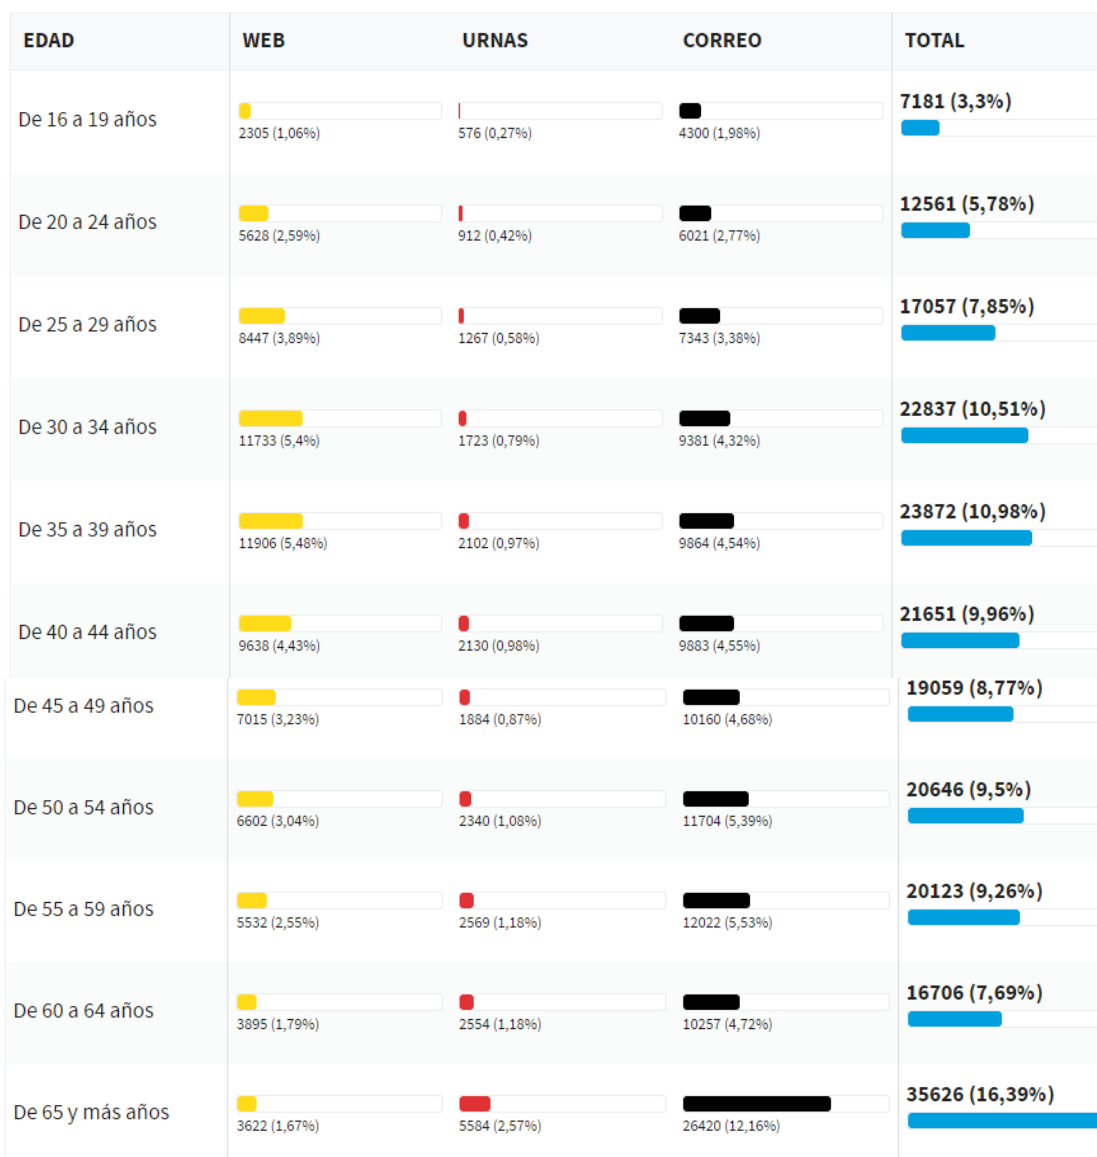 EDAD WEB URNAS CORREO TOTAL
De 16 a 19 años 2305 (1,06%) 576 (0,27%) 4300 (1,98%) 7181 (3,3%)
De 20 a 24 años 5628 (2,59%) 912 (0,42%) 6021 (2,77%) 12561 (5,78%)
De 25 a 29 años 8447 (3,89%) 1267 (0,58%) 7343 (3,38%) 17057 (7,85%)
De 30 a 34 años 11733 (5,4%) 1723 (0,79%) 9381 (4,32%) 22837 (10,51%)
De 35 a 39 años 11906 (5,48%) 2102 (0,97%) 9864 (4,54%) 23872 (10,98%)
De 40 a 44 años 9638 (4,43%) 2130 (0,98%) 9883 (4,55%) 21651 (9,96%)
De 45 a 49 años 7015 (3,23%) 1884 (0,87%) 10160 (4,68%) 19059 (8,77%)
De 50 a 54 años 6602 (3,04%) 2340 (1,08%) 11704 (5,39%) 20646 (9,5%)
De 55 a 59 años 5532 (2,55%) 2569 (1,18%) 12022 (5,53%) 20123 (9,26%)
De 60 a 64 años 3895 (1,79%) 2554 (1,18%) 10257 (4,72%) 16706 (7,69%)
De 65 y más años 3622 (1,67%) 5584 (2,57%) 26420 (12,16%) 35626 (16,39%)